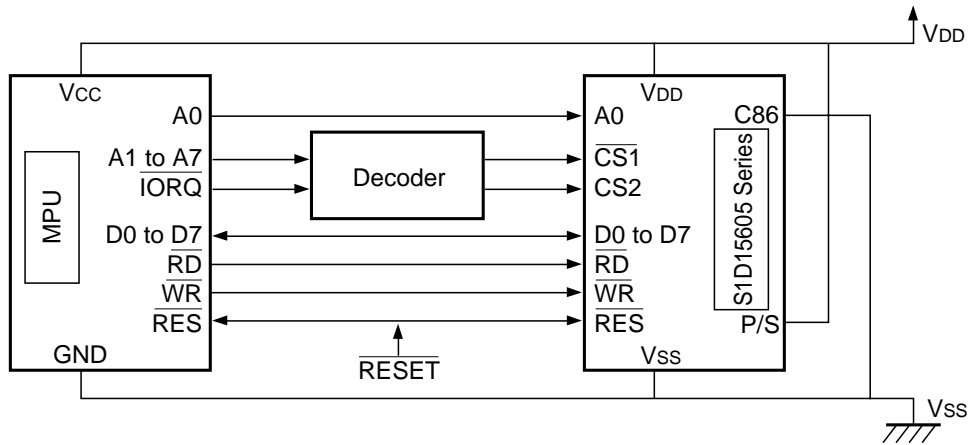 VDD
VCC
VDD
A0
A0
C86
A1 to A7
Decoder
CS1
IORQ
CS2
MPU
S1D15605 Series
D0 to D7
D0 to D7
RD
RD
WR
WR
RES
RES
P/S
RESET
GND
VSS
VSS